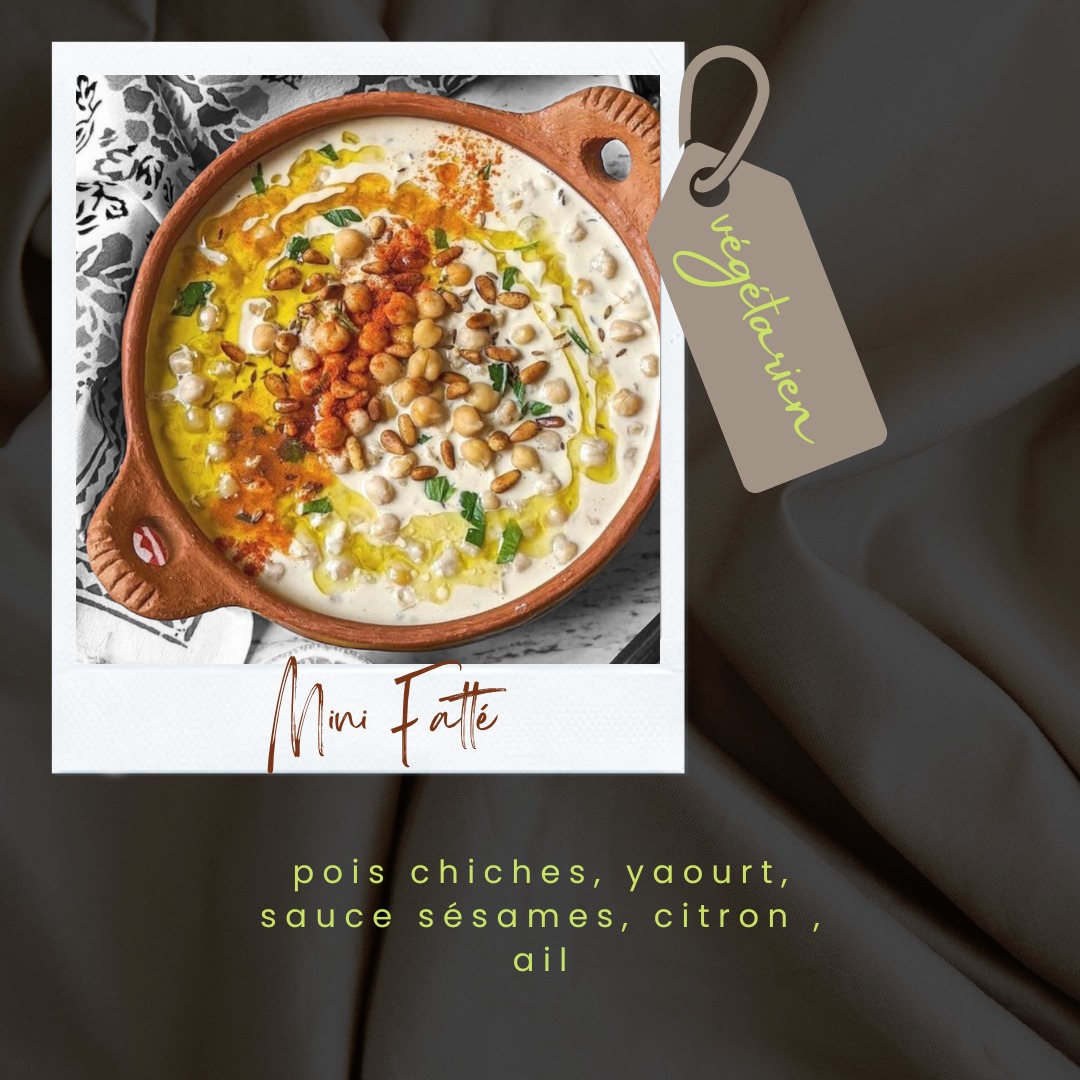 végétarien
Mini Fatté
pois chiches, yaourt,
sauce sésames, citron ,
ail